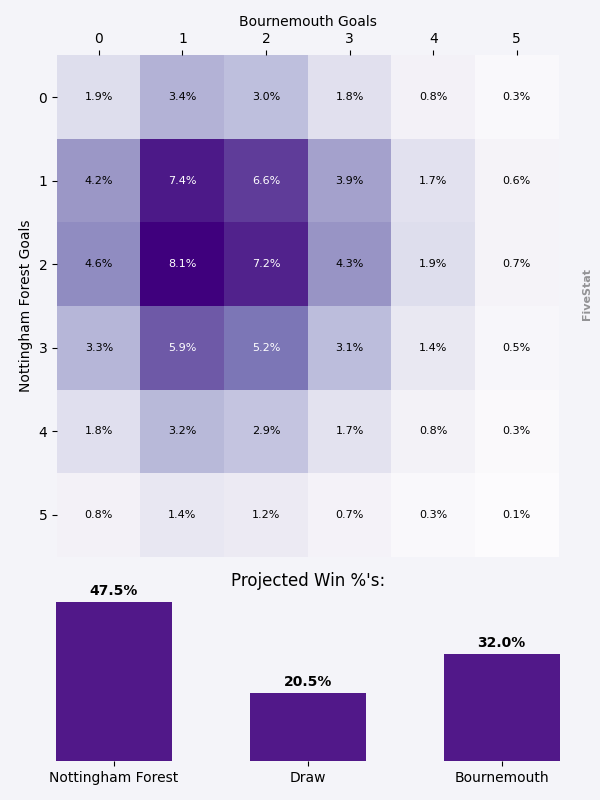 Bournemouth Goals
0 1 2 3 4 5
Nottingham Forest Goals
0 1.9% 3.4% 3.0% 1.8% 0.8% 0.3%
1 4.2% 7.4% 6.6% 3.9% 1.7% 0.6%
2 4.6% 8.1% 7.2% 4.3% 1.9% 0.7%
3 3.3% 5.9% 5.2% 3.1% 1.4% 0.5%
4 1.8% 3.2% 2.9% 1.7% 0.8% 0.3%
5 0.8% 1.4% 1.2% 0.7% 0.3% 0.1%
FiveStat
Projected Win %'s:
47.5% 20.5% 32.0%
Nottingham Forest Draw Bournemouth